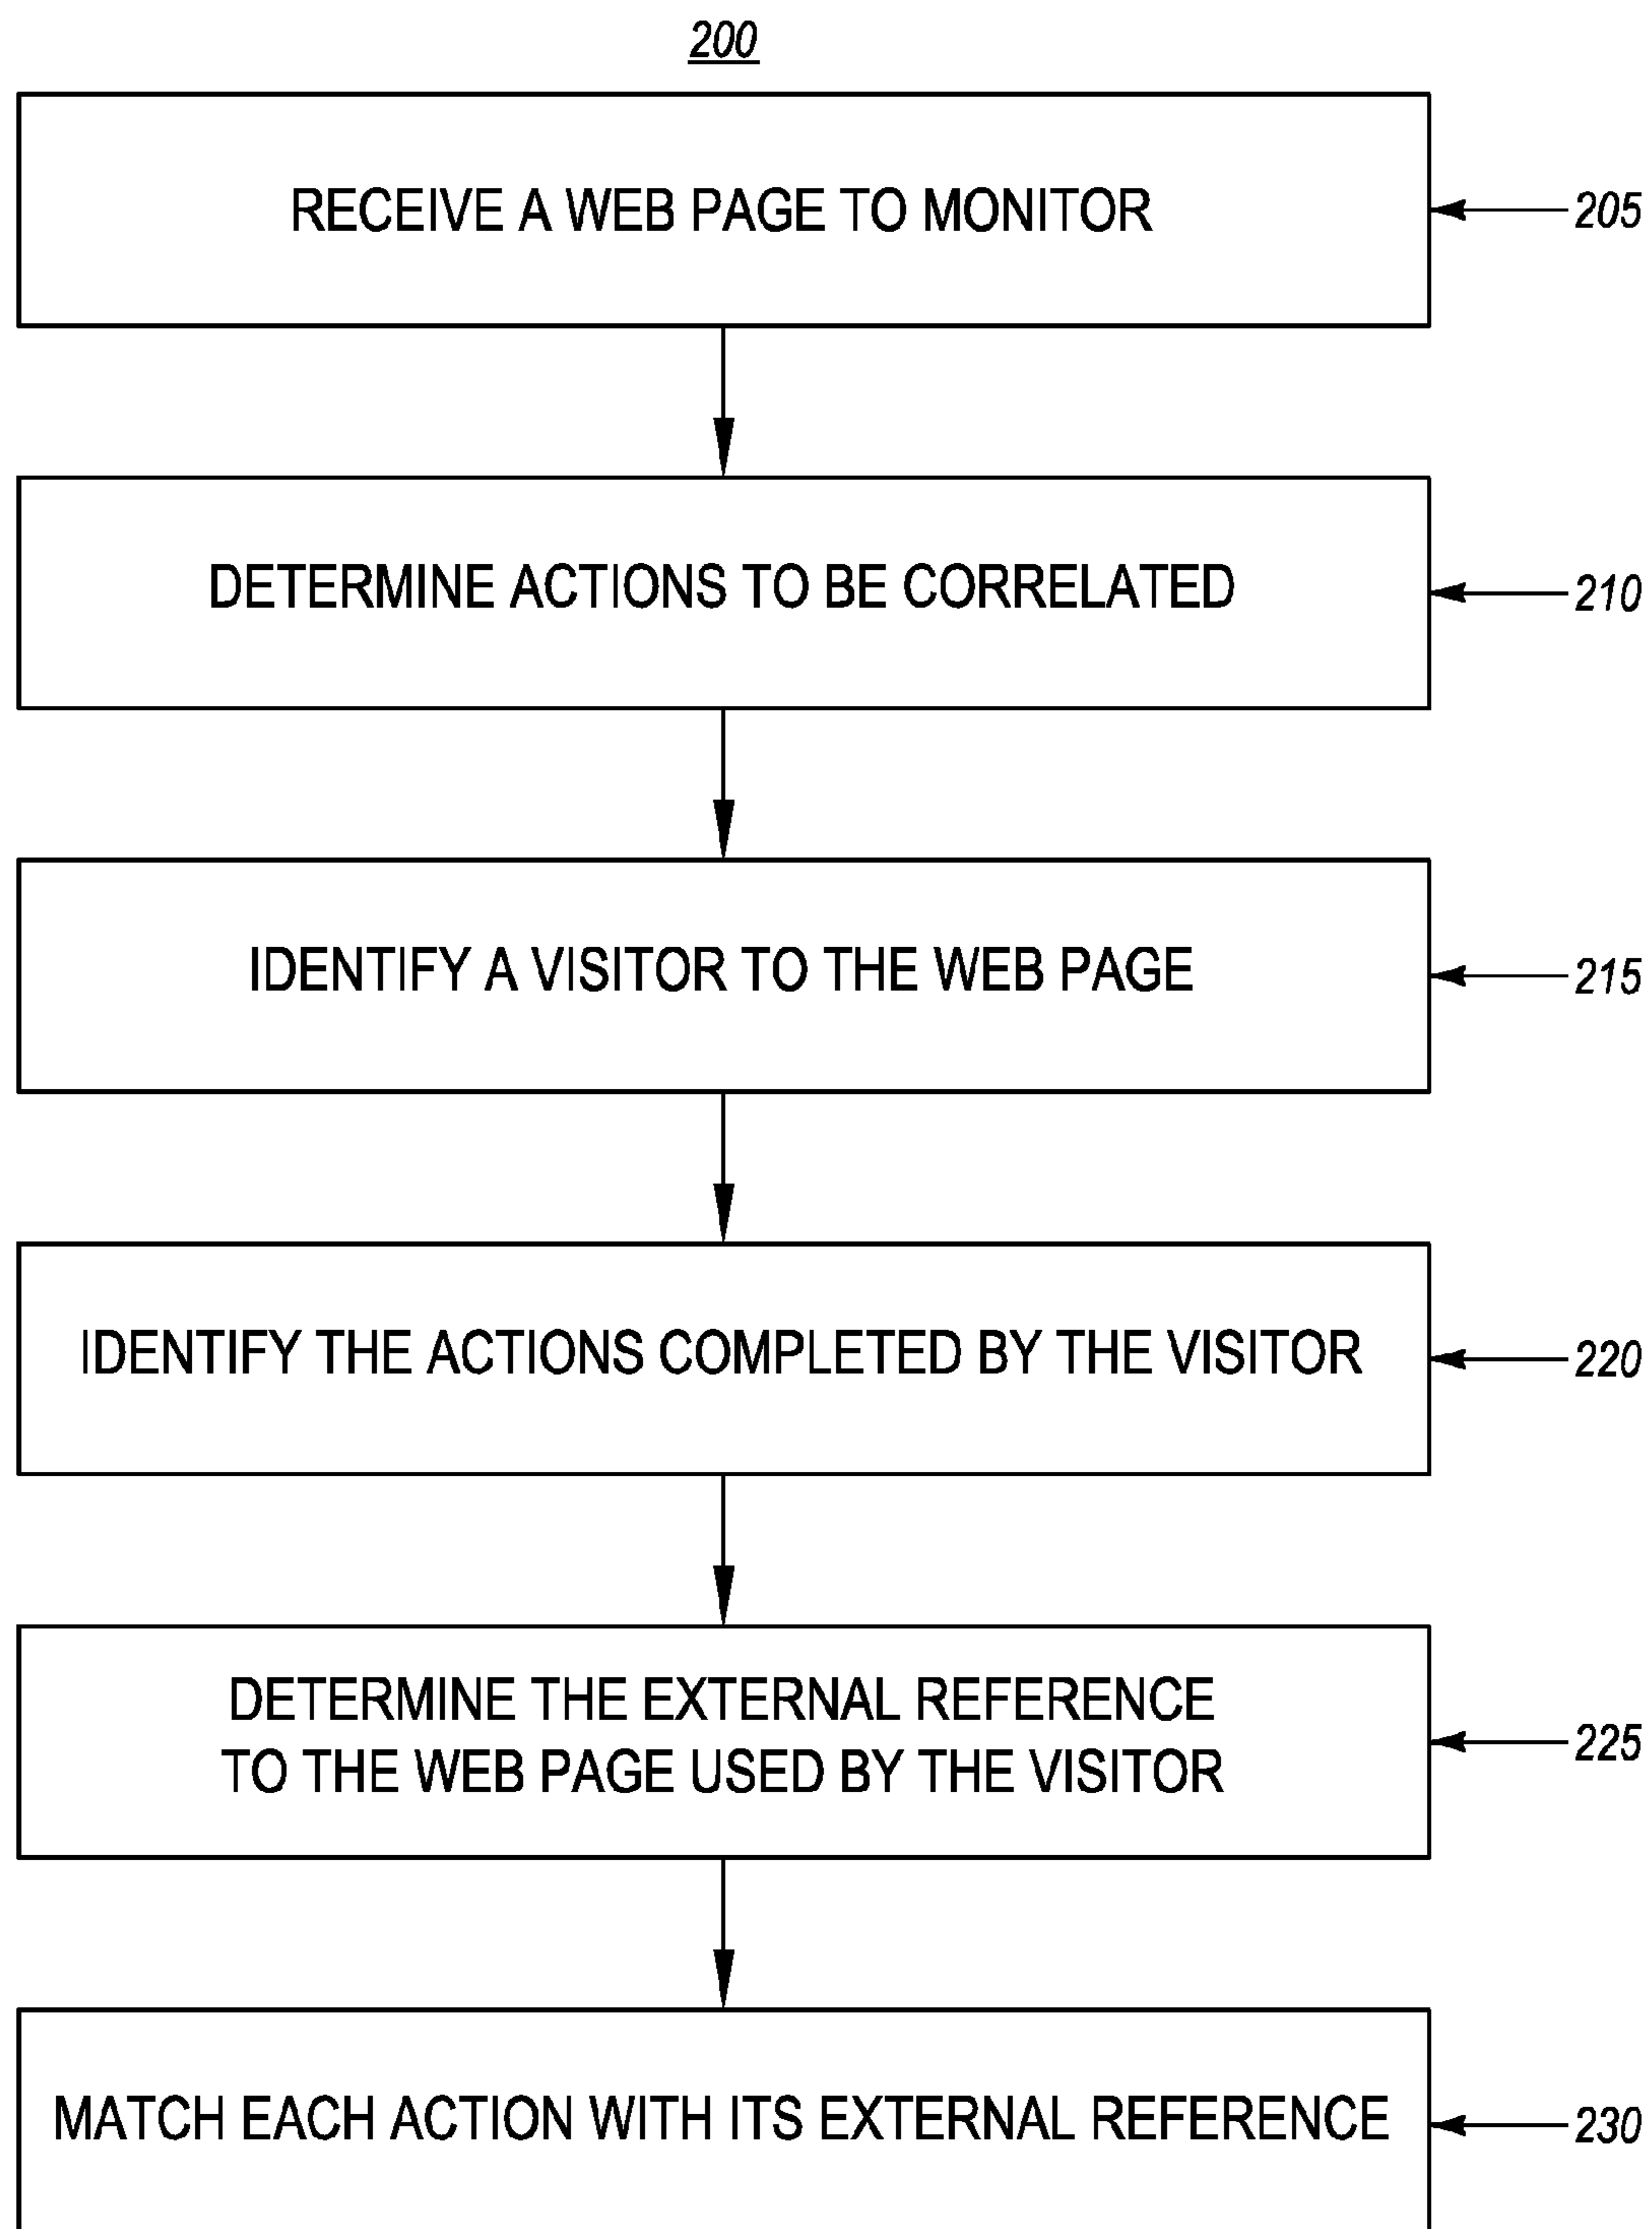 200
RECEIVE A WEB PAGE TO MONITOR
205
DETERMINE ACTIONS TO BE CORRELATED
210
IDENTIFY A VISITOR TO THE WEB PAGE
215
IDENTIFY THE ACTIONS COMPLETED BY THE VISITOR
220
DETERMINE THE EXTERNAL REFERENCE
TO THE WEB PAGE USED BY THE VISITOR
225
MATCH EACH ACTION WITH ITS EXTERNAL REFERENCE
230